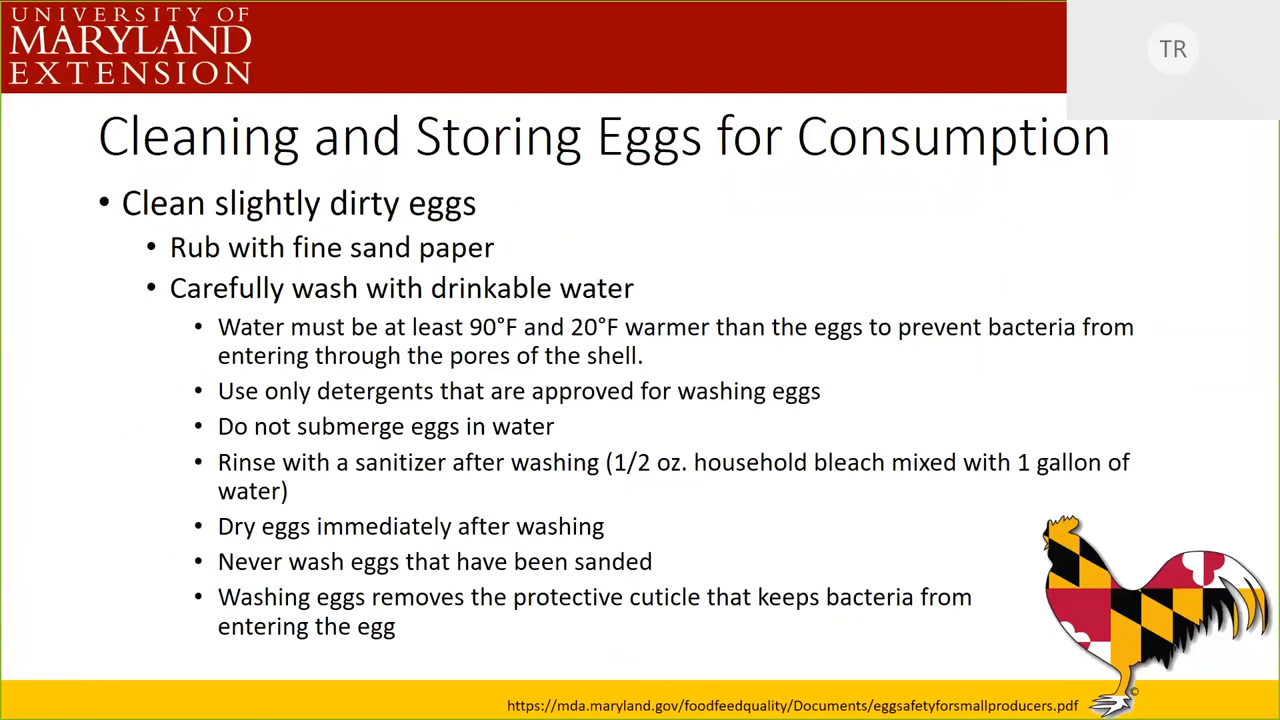 UNIVERSITY OF
MARYLAND
EXTENSION
TR
Cleaning and Storing Eggs for Consumption
• Clean slightly dirty eggs
• Rub with fine sand paper
• Carefully wash with drinkable water
• Water must be at least 90°F and 20°F warmer than the eggs to prevent bacteria from
entering through the pores of the shell.
• Use only detergents that are approved for washing eggs
• Do not submerge eggs in water
• Rinse with a sanitizer after washing (1/2 oz. household bleach mixed with 1 gallon of
water)
• Dry eggs immediately after washing
• Never wash eggs that have been sanded
• Washing eggs removes the protective cuticle that keeps bacteria from
entering the egg
©
https://mda.maryland.gov/foodfeedquality/Documents/eggsafetyforsmallproducers.pdf